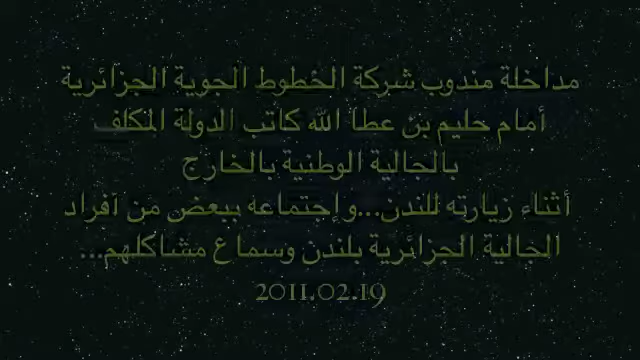 مداخلة مندوب شركة الخطوط الجوية الجزائرية
أمام حليم بن عطا الله كاتب الدولة المكلف
بالجالية الوطنية بالخارج
أثناء زيارته للندن...وإجتماعه ببعض من أفراد
الجالية الجزائرية بلندن وسماع مشاكلهم...
2011.02.19